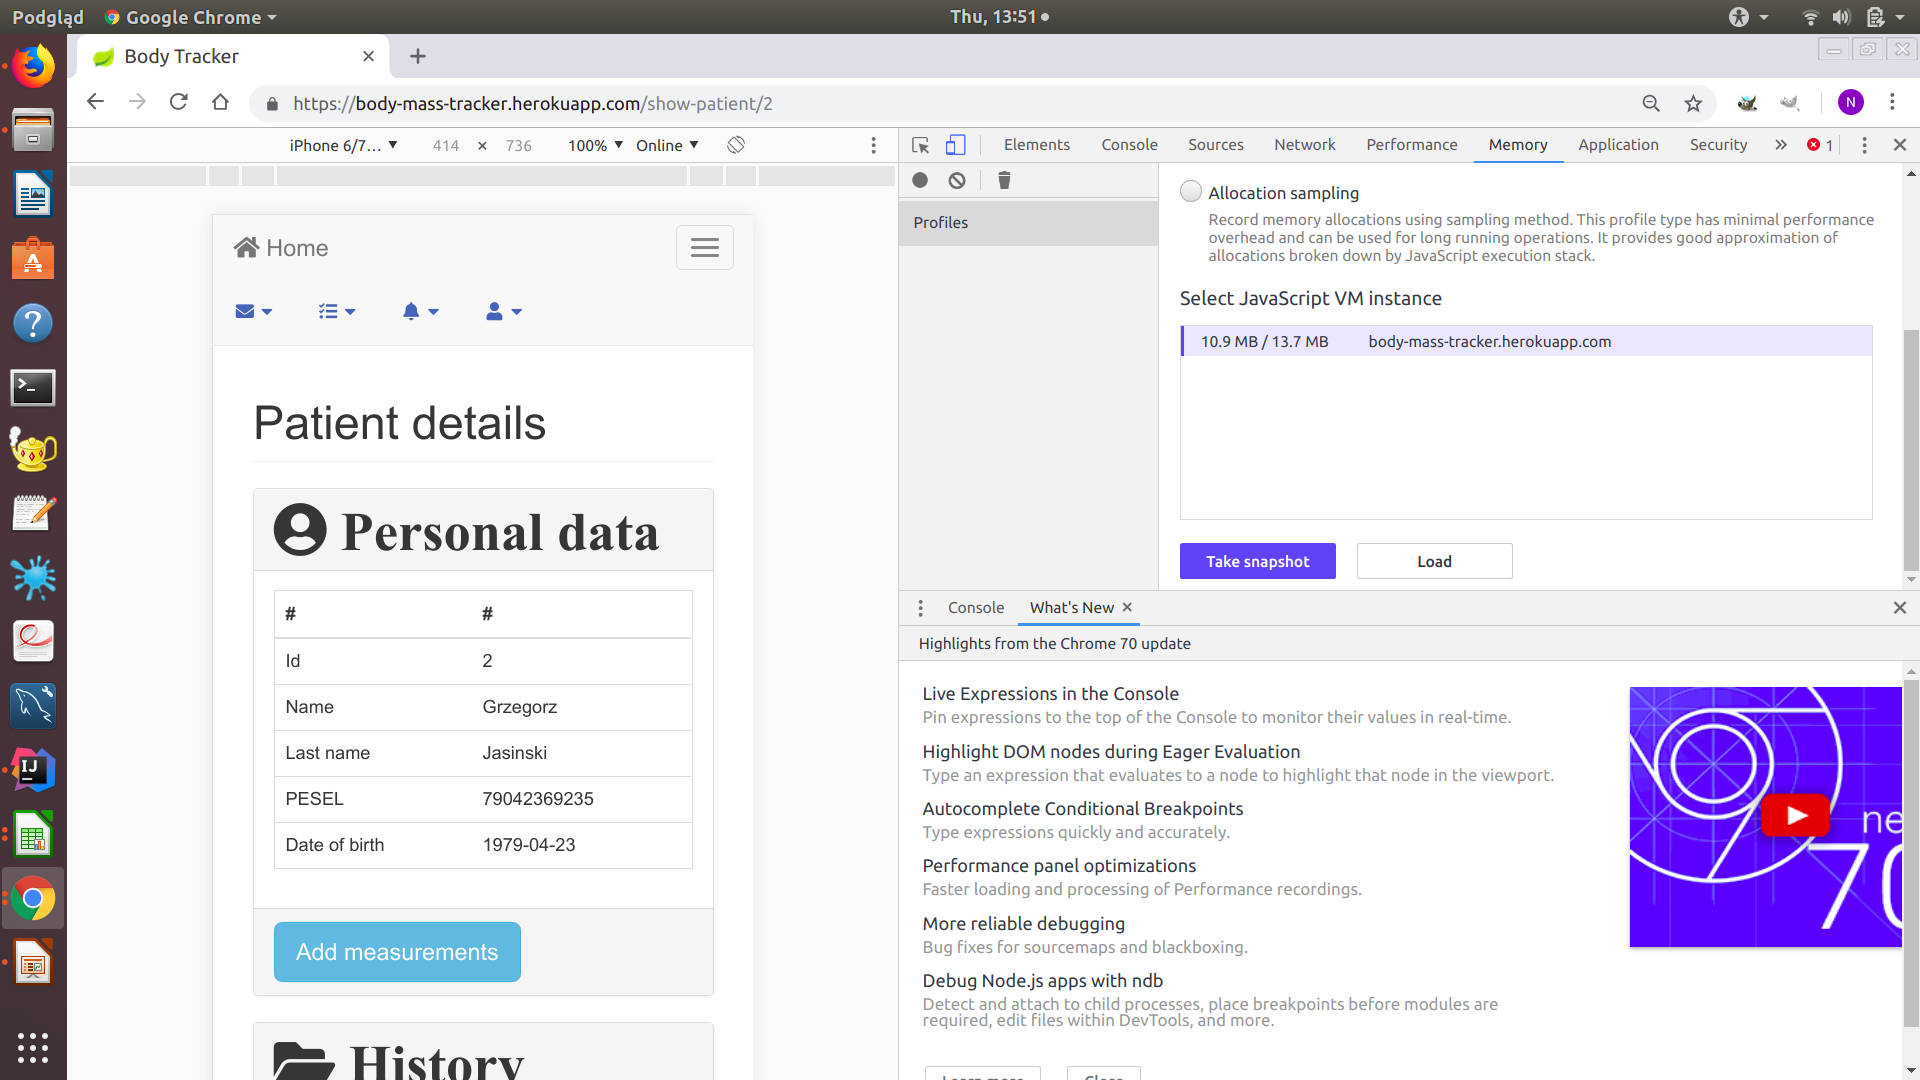 Podgląd Google Chrome Thu, 13:51
Body Tracker
https://body-mass-tracker.herokuapp.com/show-patient/2
N
iPhone 6/7... 414 × 736 100% Online
Elements Console Sources Network Performance Memory Application Security 1
Profiles
Allocation sampling
Record memory allocations using sampling method. This profile type has minimal performance
overhead and can be used for long running operations. It provides good approximation of
allocations broken down by JavaScript execution stack.
Select JavaScript VM instance
10.9 MB / 13.7 MB body-mass-tracker.herokuapp.com
Take snapshot Load
Home
Patient details
Personal data
# #
Id 2
Name Grzegorz
Last name Jasinski
PESEL 79042369235
Date of birth 1979-04-23
Add measurements
History
Console What's New
Highlights from the Chrome 70 update
Live Expressions in the Console
Pin expressions to the top of the Console to monitor their values in real-time.
Highlight DOM nodes during Eager Evaluation
Type an expression that evaluates to a node to highlight that node in the viewport.
Autocomplete Conditional Breakpoints
Type expressions quickly and accurately.
Performance panel optimizations
Faster loading and processing of Performance recordings.
More reliable debugging
Bug fixes for sourcemaps and blackboxing.
Debug Node.js apps with ndb
Detect and attach to child processes, place breakpoints before modules are
required, edit files within DevTools, and more.
Learn more Close
ne
70
IJ